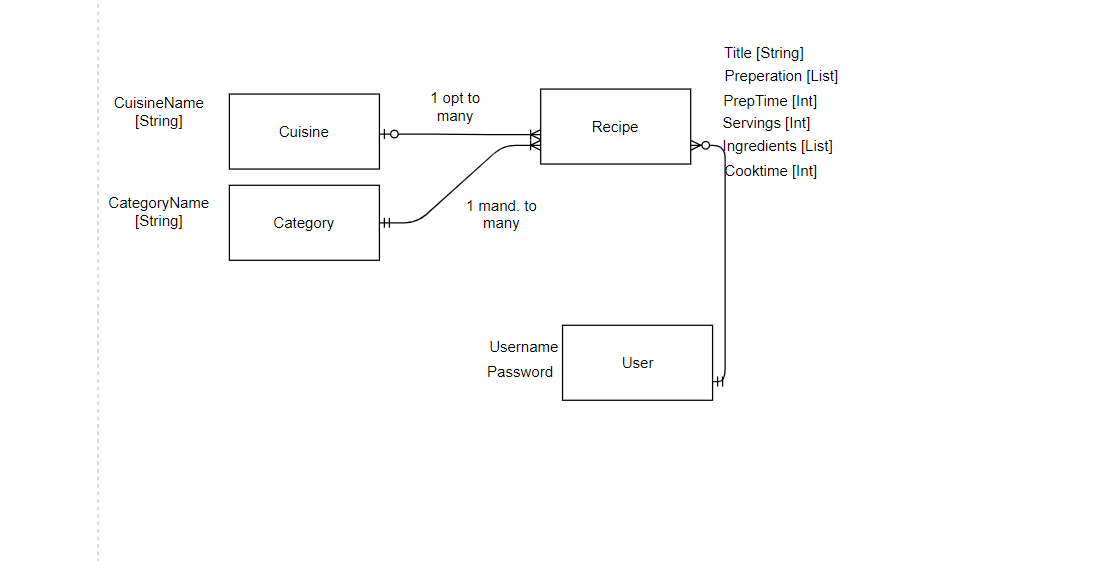 CuisineName
[String]
Cuisine
1 opt to
many
Recipe
Title [String]
Preperation [List]
PrepTime [Int]
Servings [Int]
Ingredients [List]
Cooktime [Int]
CategoryName
[String]
Category
1 mand. to
many
Username
Password
User